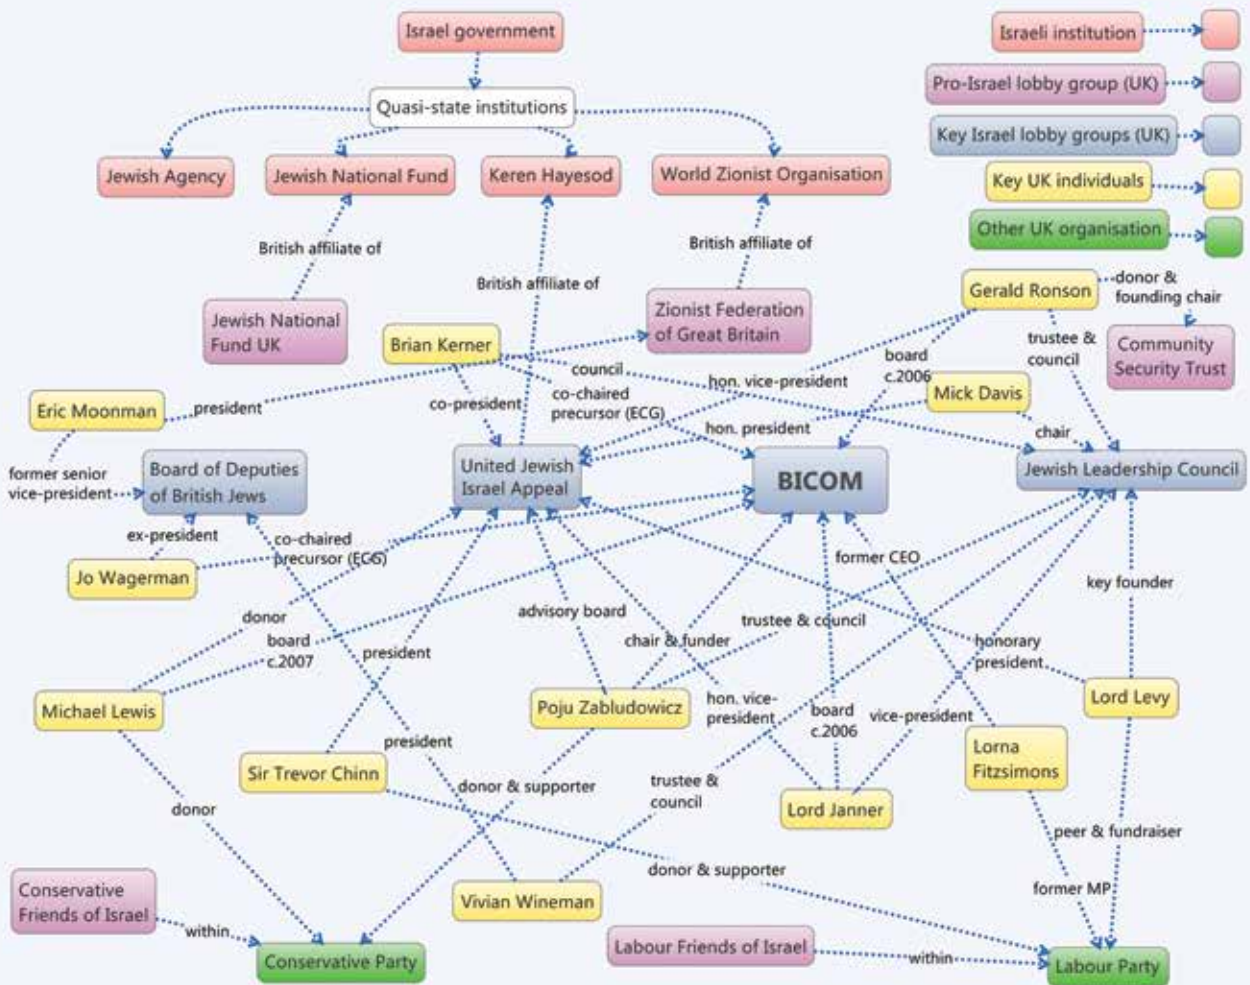 Israel government
Israeli institution
Pro-Israel lobby group (UK)
Quasi-state institutions
Key Israel lobby groups (UK)
Jewish Agency
Jewish National Fund
Keren Hayesod
World Zionist Organisation
Key UK individuals
Other UK organisation
British affiliate of
British affiliate of
British affiliate of
Gerald Ronson
donor &
founding chair
Jewish National
Fund UK
Brian Kerner
Zionist Federation
of Great Britain
trustee &
council
Community
Security Trust
council
board
c.2006
hon. vice-president
Mick Davis
Eric Moonman
president
co-president
co-chaired
precursor (ECG)
hon. president
chair
former senior
vice-president
Board of Deputies
of British Jews
United Jewish
Israel Appeal
BICOM
Jewish Leadership Council
ex-president
co-chaired
precursor (ECG)
Jo Wagerman
former CEO
key founder
donor
advisory board
trustee & council
board
c.2007
president
chair & funder
honorary
president
Michael Lewis
Poju Zabludowicz
hon. vice-
president
board
c.2006
vice-president
Lord Levy
president
Sir Trevor Chinn
Lorna
Fitzsimons
donor
donor & supporter
trustee &
council
Lord Janner
peer & fundraiser
donor & supporter
Conservative
Friends of Israel
Vivian Wineman
former MP
within
Labour Friends of Israel
within
Conservative Party
Labour Party